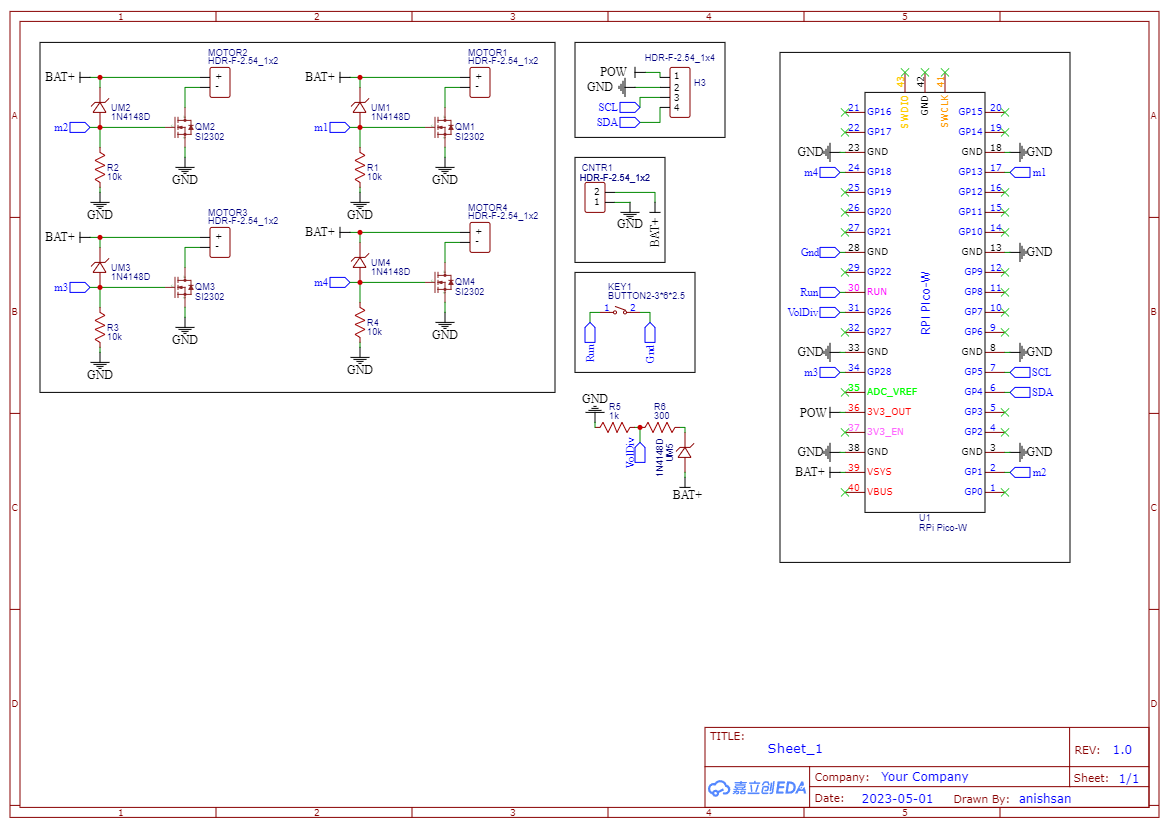 1 2 3 4 5
A
B
C
D
A
B
C
D
MOTOR2
HDR-F-2.54_1x2
BAT+
+
-
UM2
1N4148D
m2
QM2
SI2302
R2
10k
GND
GND
MOTOR1
HDR-F-2.54_1x2
BAT+
+
-
UM1
1N4148D
m1
QM1
SI2302
R1
10k
GND
GND
MOTOR3
HDR-F-2.54_1x2
BAT+
+
-
UM3
1N4148D
m3
QM3
SI2302
R3
10k
GND
GND
MOTOR4
HDR-F-2.54_1x2
BAT+
+
-
UM4
1N4148D
m4
QM4
SI2302
R4
10k
GND
GND
HDR-F-2.54_1x4
POW
GND
SCL
SDA
1
2
3
4
H3
CNTR1
HDR-F-2.54_1x2
2
1
GND
BAT+
KEY1
BUTTON2-3*6*2.5
1 2
Run
Gnd
GND
R5
1k
R6
300
VolDiv
1N4148D
UM5
BAT+
43 42 41
SWDIO GND SWCLK
21 GP16 GP15 20
22 GP17 GP14 19
GND 23 GND GND 18 GND
m4 24 GP18 GP13 17 m1
25 GP19 GP12 16
26 GP20 GP11 15
27 GP21 GP10 14
Gnd 28 GND GND 13 GND
29 GP22 GP9 12
Run 30 RUN GP8 11
VolDiv 31 GP26 GP7 10
32 GP27 GP6 9
GND 33 GND GND 8 GND
m3 34 GP28 GP5 7 SCL
35 ADC_VREF GP4 6 SDA
POW 36 3V3_OUT GP3 5
37 3V3_EN GP2 4
GND 38 GND GND 3 GND
BAT+ 39 VSYS GP1 2 m2
40 VBUS GP0 1
RPI Pico-W
U1
RPi Pico-W
TITLE:
Sheet_1
REV: 1.0
嘉立创EDA
Company: Your Company
Sheet: 1/1
Date: 2023-05-01 Drawn By: anishsan
1 2 3 4 5